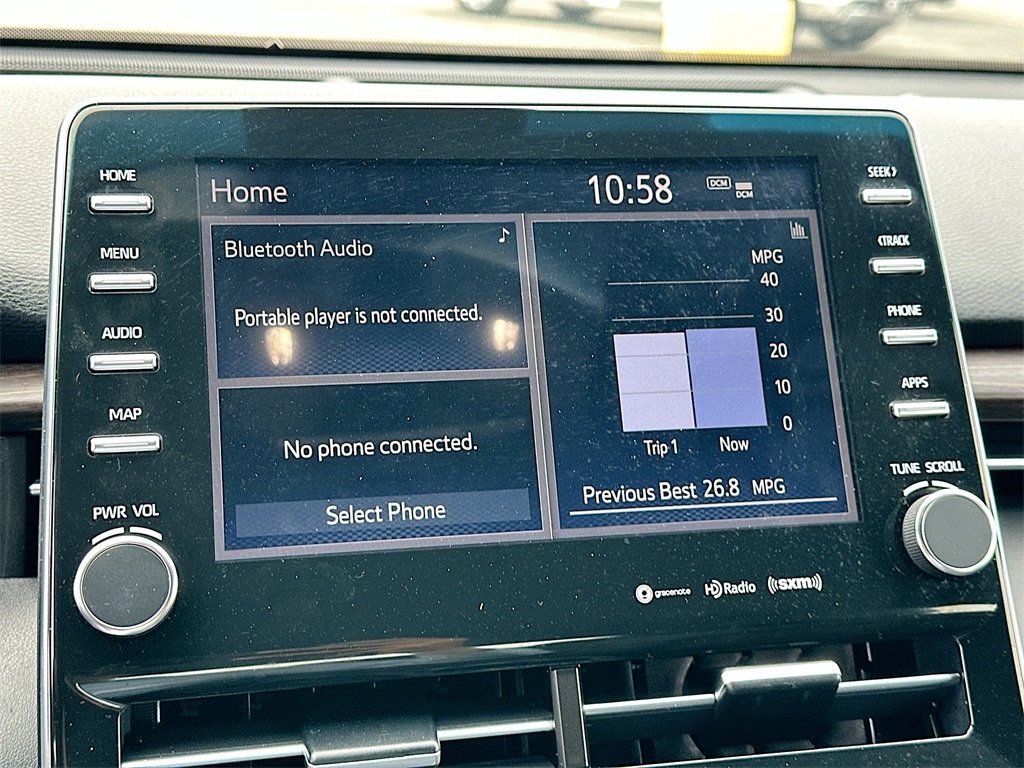 HOME
MENU
AUDIO
MAP
PWR VOL
Home
10:58
DCM
DCM
Bluetooth Audio
Portable player is not connected.
No phone connected.
Select Phone
MPG
40
30
20
10
0
Trip 1
Now
Previous Best 26.8 MPG
gracenote
HD Radio
((sxm))
SEEK >
< TRACK
PHONE
APPS
TUNE SCROLL